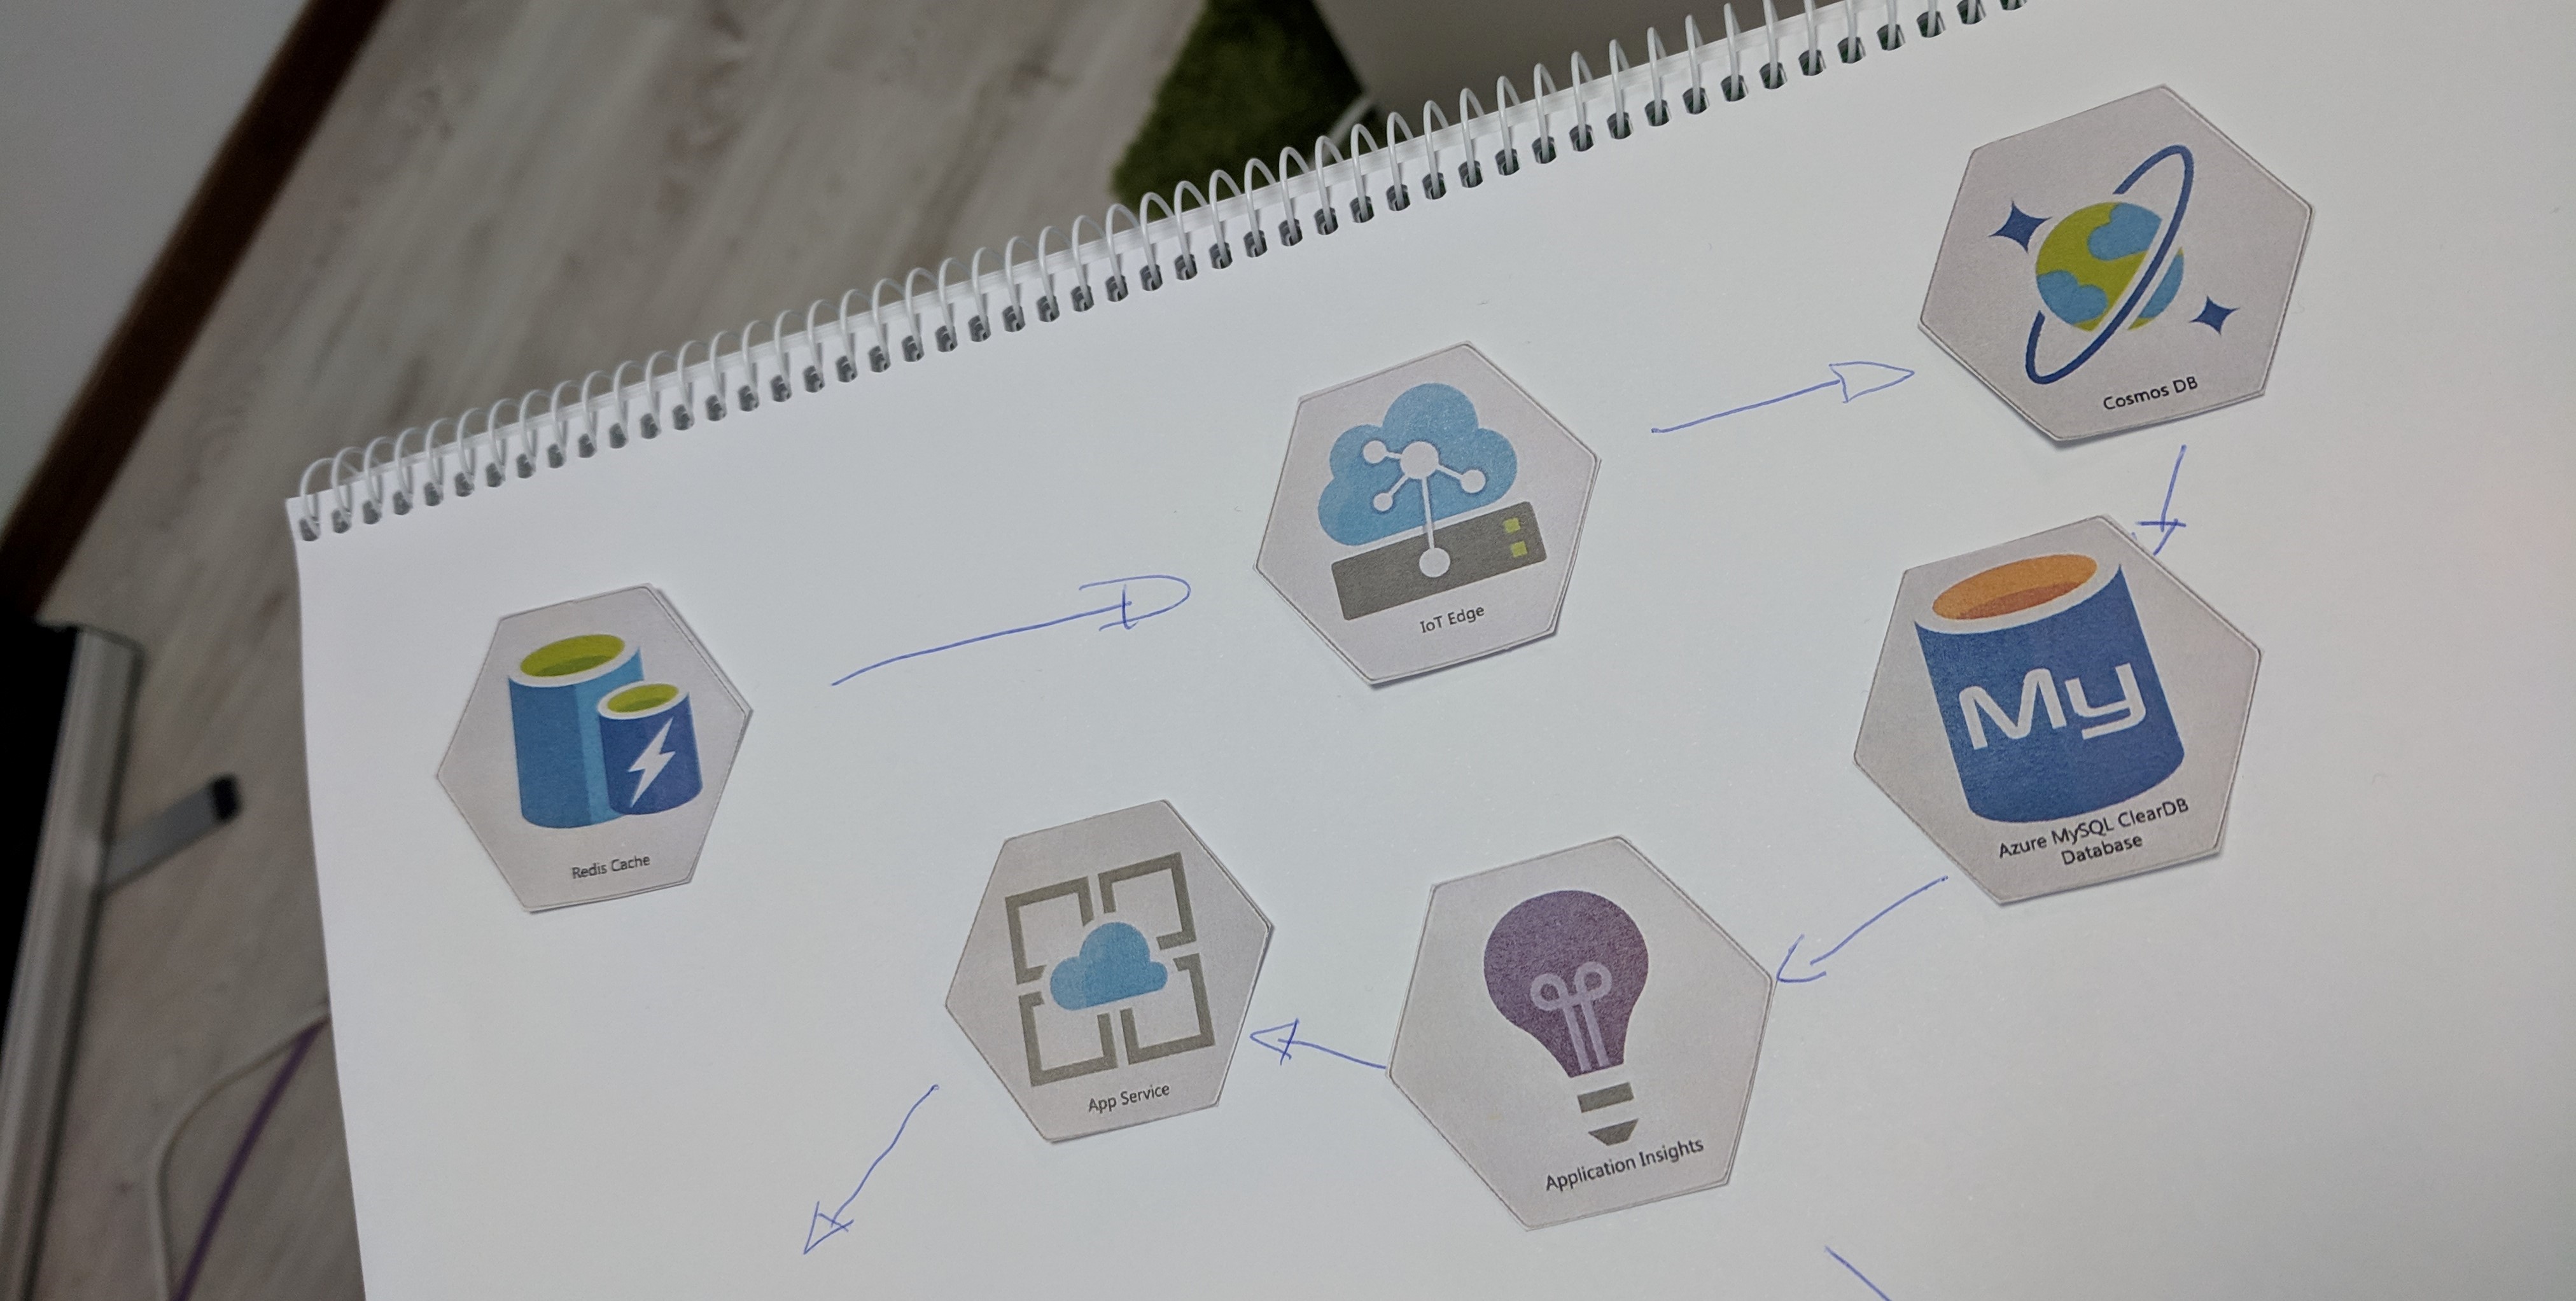 Cosmos DB
IoT Edge
Redis Cache
My
Azure MySQL ClearDB
Database
App Service
Application Insights